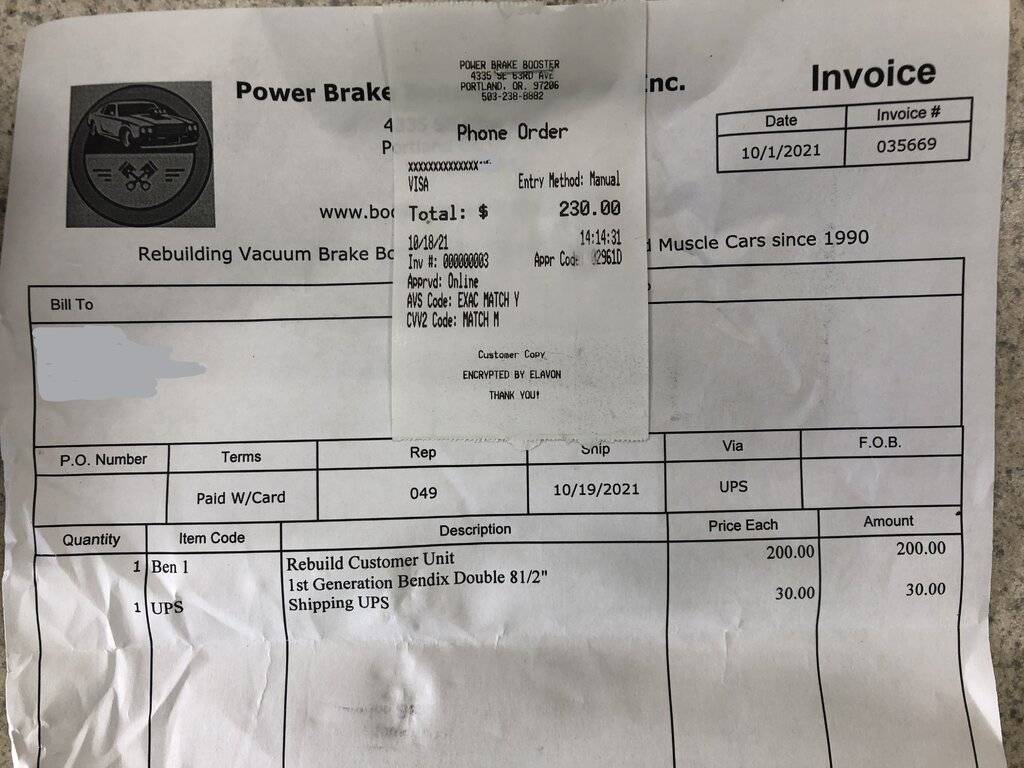 POWER BRAKE BOOSTER
4335 SE 63RD AVE
PORTLAND, OR. 97206
503-238-8882
Phone Order
XXXXXXXXXXXXXX
VISA Entry Method: Manual
Total: $ 230.00
10/18/21 14:14:31
Inv #: 000000003 Appr Cod: 2961D
Apprvd: Online
AVS Code: EXAC MATCH Y
CVV2 Code: MATCH M
Customer Copy
ENCRYPTED BY ELAVON
THANK YOU!
Power Brake Inc.
Invoice
Date Invoice #
10/1/2021 035669
www.boo
Rebuilding Vacuum Brake Bo Muscle Cars since 1990
Bill To
P.O. Number Terms Rep Ship Via F.O.B.
Paid W/Card 049 10/19/2021 UPS
Quantity Item Code Description Price Each Amount
1 Ben 1 Rebuild Customer Unit 200.00 200.00
1st Generation Bendix Double 81/2"
1 UPS Shipping UPS 30.00 30.00